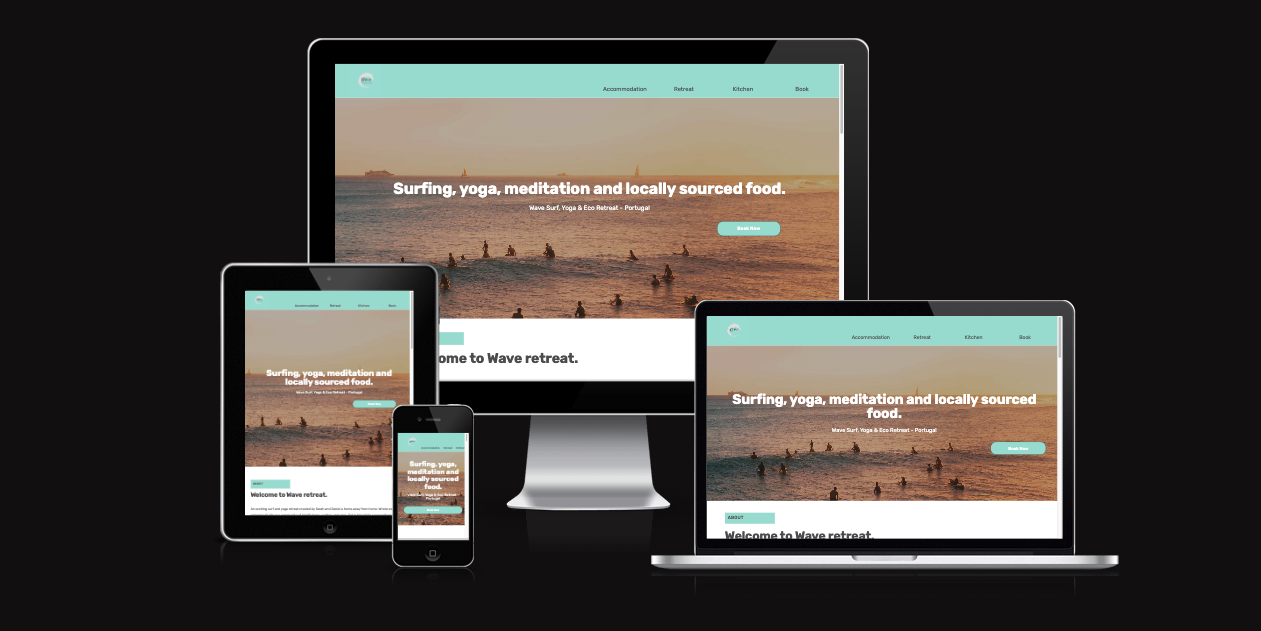 Accommodation Retreat Kitchen Book
Surfing, yoga, meditation and locally sourced food.
Wave Surf, Yoga & Eco Retreat - Portugal
Book Now
ome to Wave retreat.
Accommodation Retreat Kitchen Book
Surfing, yoga, meditation and
locally sourced food.
Wave Surf, Yoga & Eco Retreat - Portugal
Book Now
ABOUT
Welcome to Wave retreat.
Surfing, yoga,
meditation and
locally sourced
food.
Wave Surf, Yoga & Eco Retreat -
Portugal
Book Now
Accommodation Retreat Kitchen Book
Surfing, yoga, meditation and locally sourced
food.
Wave Surf, Yoga & Eco Retreat - Portugal
Book Now
ABOUT
Welcome to Wave retreat.